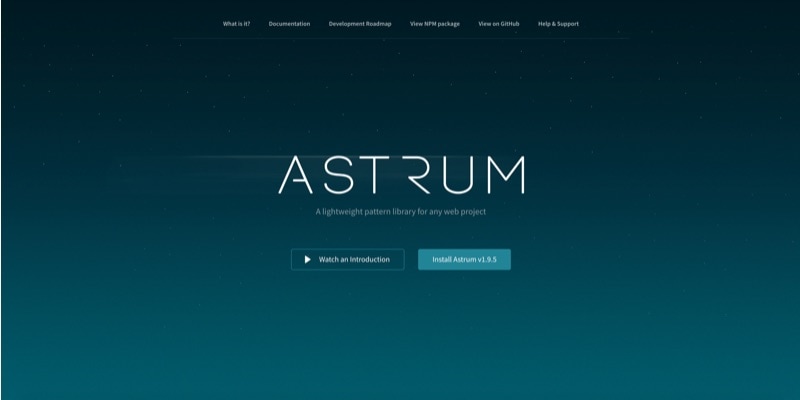 What is it? Documentation Development Roadmap View NPM package View on GitHub Help & Support
ASTRUM
A lightweight pattern library for any web project
Watch an Introduction Install Astrum v1.9.5